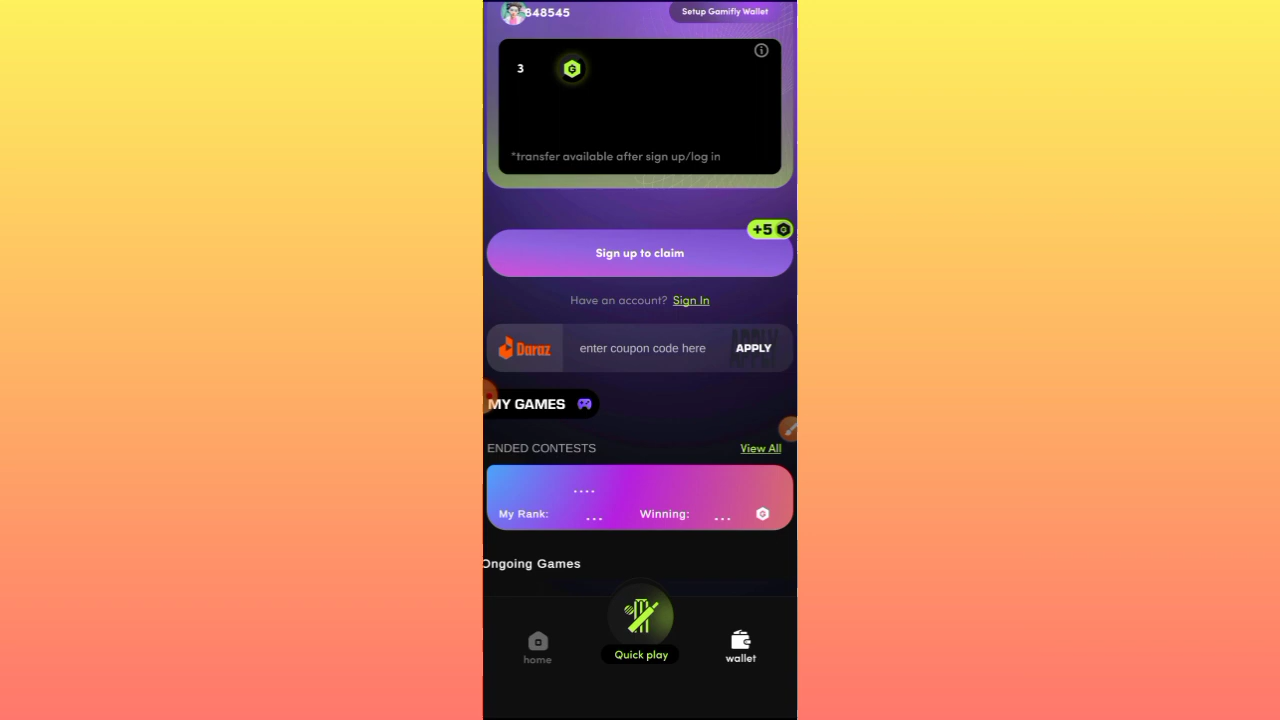 848545
Setup Gamifly Wallet
3
*transfer available after sign up/log in
+5
Sign up to claim
Have an account? Sign In
Daraz
enter coupon code here
APPLY
MY GAMES
ENDED CONTESTS
View All
....
My Rank: ... Winning: ...
Ongoing Games
Quick play
home
wallet